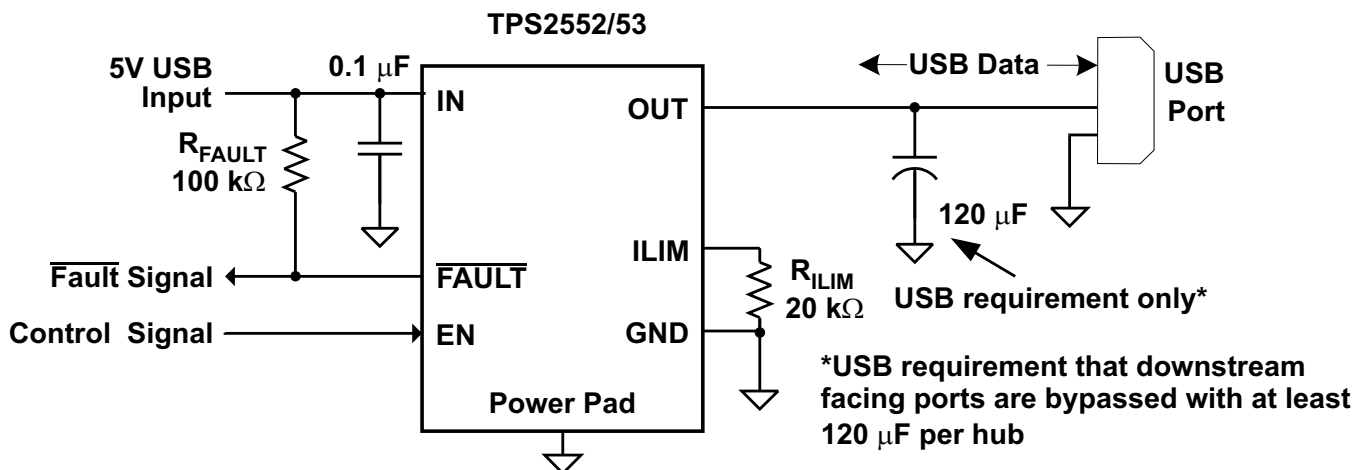 TPS2552/53
5V USB
Input
0.1 μF
IN
OUT
USB Data
USB
Port
R_FAULT
100 kΩ
120 μF
Fault Signal
FAULT
ILIM
R_ILIM
20 kΩ
USB requirement only*
Control Signal
EN
GND
Power Pad
*USB requirement that downstream
facing ports are bypassed with at least
120 μF per hub